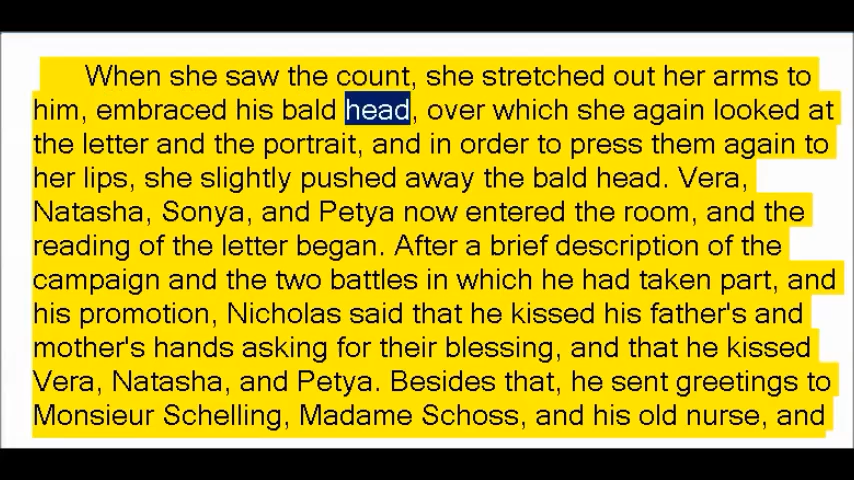 When she saw the count, she stretched out her arms to
him, embraced his bald head, over which she again looked at
the letter and the portrait, and in order to press them again to
her lips, she slightly pushed away the bald head. Vera,
Natasha, Sonya, and Petya now entered the room, and the
reading of the letter began. After a brief description of the
campaign and the two battles in which he had taken part, and
his promotion, Nicholas said that he kissed his father's and
mother's hands asking for their blessing, and that he kissed
Vera, Natasha, and Petya. Besides that, he sent greetings to
Monsieur Schelling, Madame Schoss, and his old nurse, and